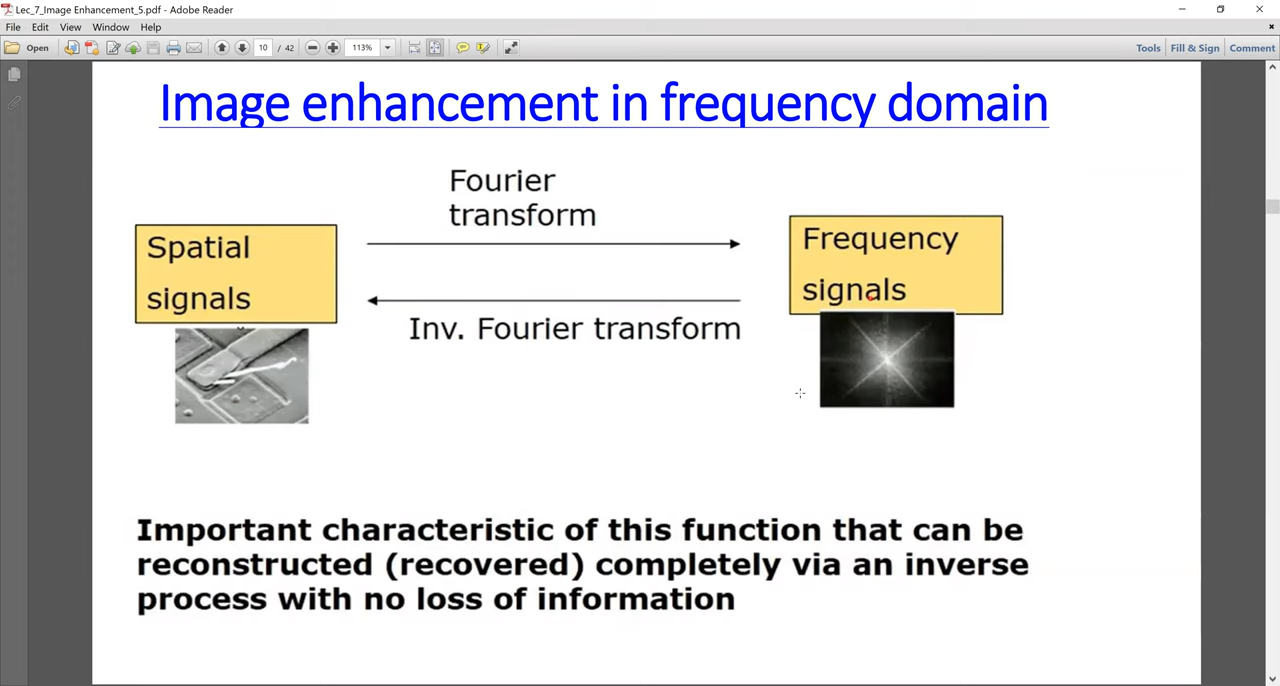 Lec_7_Image Enhancement_5.pdf - Adobe Reader
File Edit View Window Help
Open 10 / 42 113% Tools Fill & Sign Comment
Image enhancement in frequency domain
Fourier
transform
Spatial
signals
Frequency
signals
Inv. Fourier transform
Important characteristic of this function that can be
reconstructed (recovered) completely via an inverse
process with no loss of information